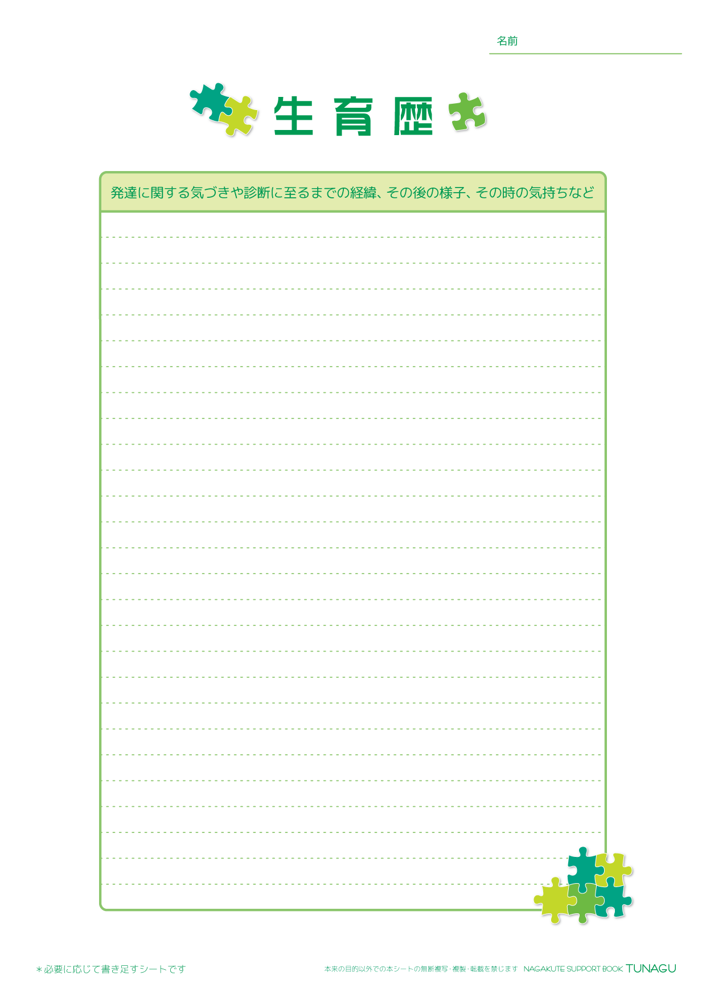 名前
生育歴
発達に関する気づきや診断に至るまでの経緯、その後の様子、その時の気持ちなど
＊必要に応じて書き足すシートです
本来の目的以外での本シートの無断複写・複製・転載を禁じます NAGAKUTE SUPPORT BOOK TUNAGU